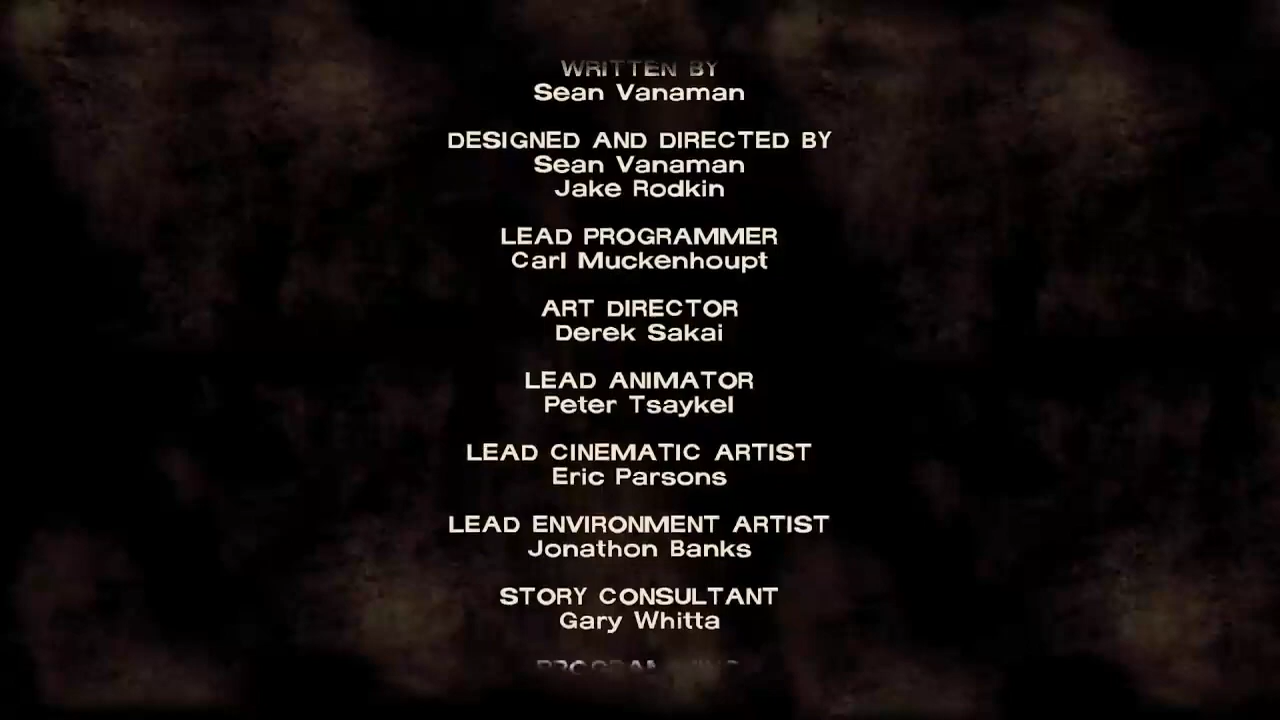 WRITTEN BY
Sean Vanaman
DESIGNED AND DIRECTED BY
Sean Vanaman
Jake Rodkin
LEAD PROGRAMMER
Carl Muckenhoupt
ART DIRECTOR
Derek Sakai
LEAD ANIMATOR
Peter Tsaykel
LEAD CINEMATIC ARTIST
Eric Parsons
LEAD ENVIRONMENT ARTIST
Jonathon Banks
STORY CONSULTANT
Gary Whitta